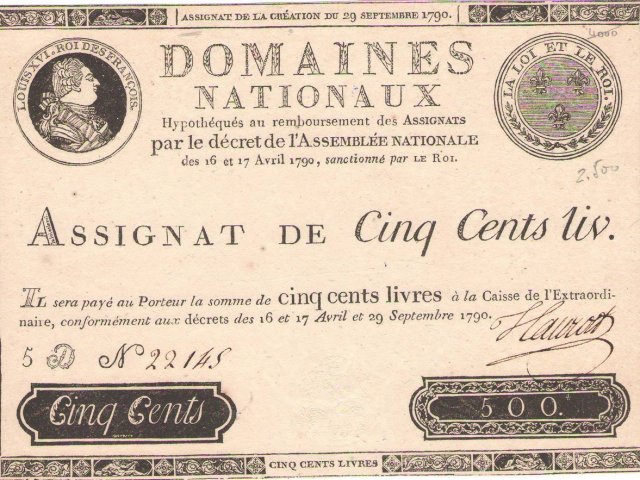 ASSIGNAT DE LA CRÉATION DU 29 SEPTEMBRE 1790.
4000
LOUIS XVI. ROI DES FRANÇOIS.
DOMAINES
NATIONAUX
LA LOI ET LE ROI.
Hypothéqués au remboursement des ASSIGNATS
par le décret de l'ASSEMBLÉE NATIONALE
des 16 et 17 Avril 1790, sanctionné par LE ROI.
2,500
ASSIGNAT DE Cinq Cents liv.
IL sera payé au Porteur la somme de cinq cents livres à la Caisse de l'Extraordi-
naire, conformément aux décrets des 16 et 17 Avril et 29 Septembre 1790.
5 D N 22145
Cinq Cents
500.
CINQ CENTS LIVRES